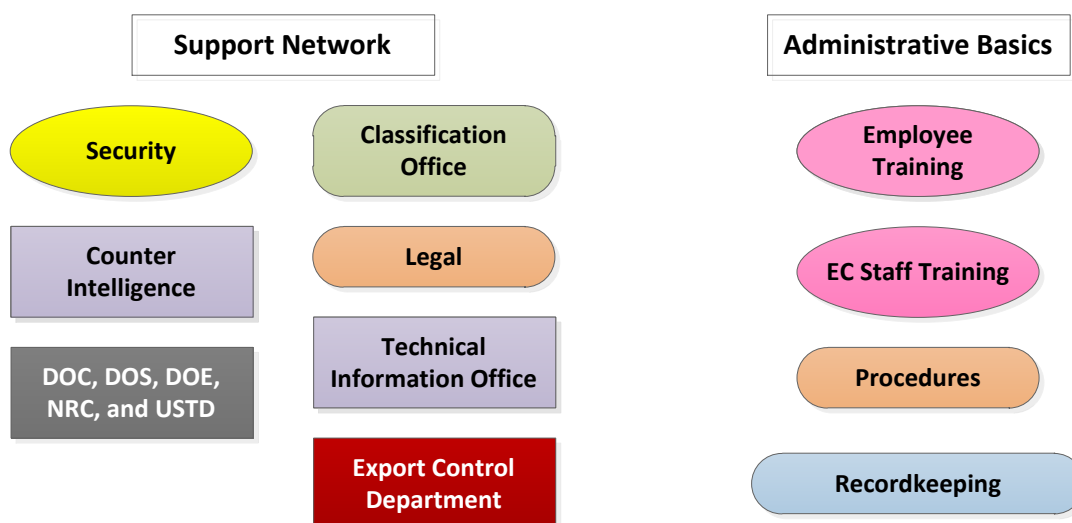 Support Network
Security
Counter
Intelligence
DOC, DOS, DOE,
NRC, and USTD
Classification
Office
Legal
Technical
Information Office
Export Control
Department
Administrative Basics
Employee
Training
EC Staff Training
Procedures
Recordkeeping